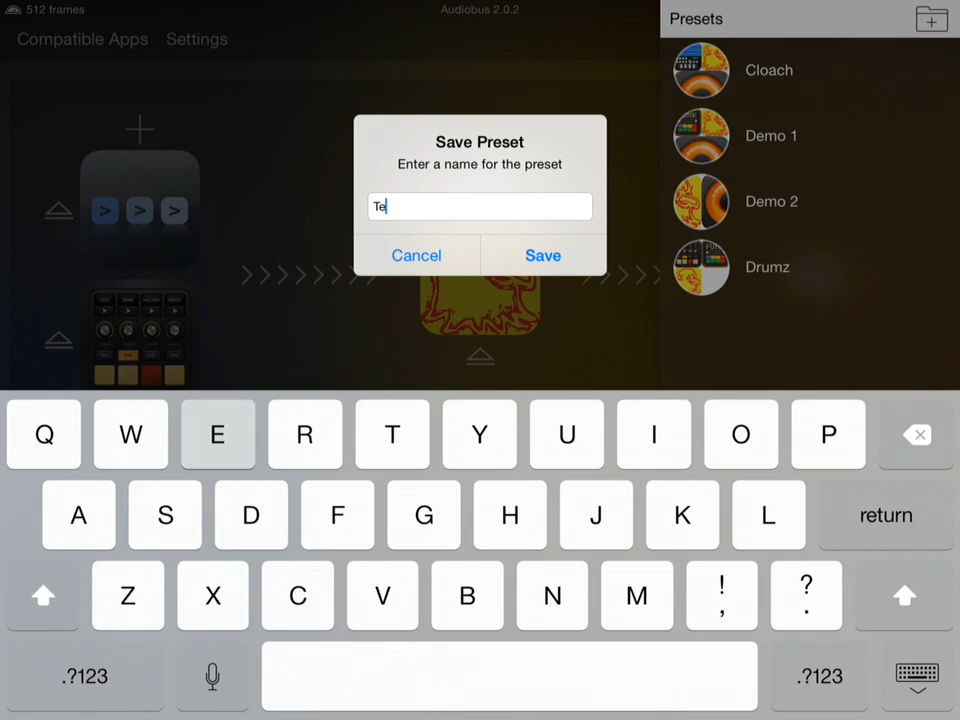 512 frames
Audiobus 2.0.2
Compatible Apps
Settings
Presets
Cloach
Demo 1
Demo 2
Drumz
Save Preset
Enter a name for the preset
Te
Cancel
Save
Q W E R T Y U I O P
A S D F G H J K L return
Z X C V B N M ! , ? .
.?123
.?123